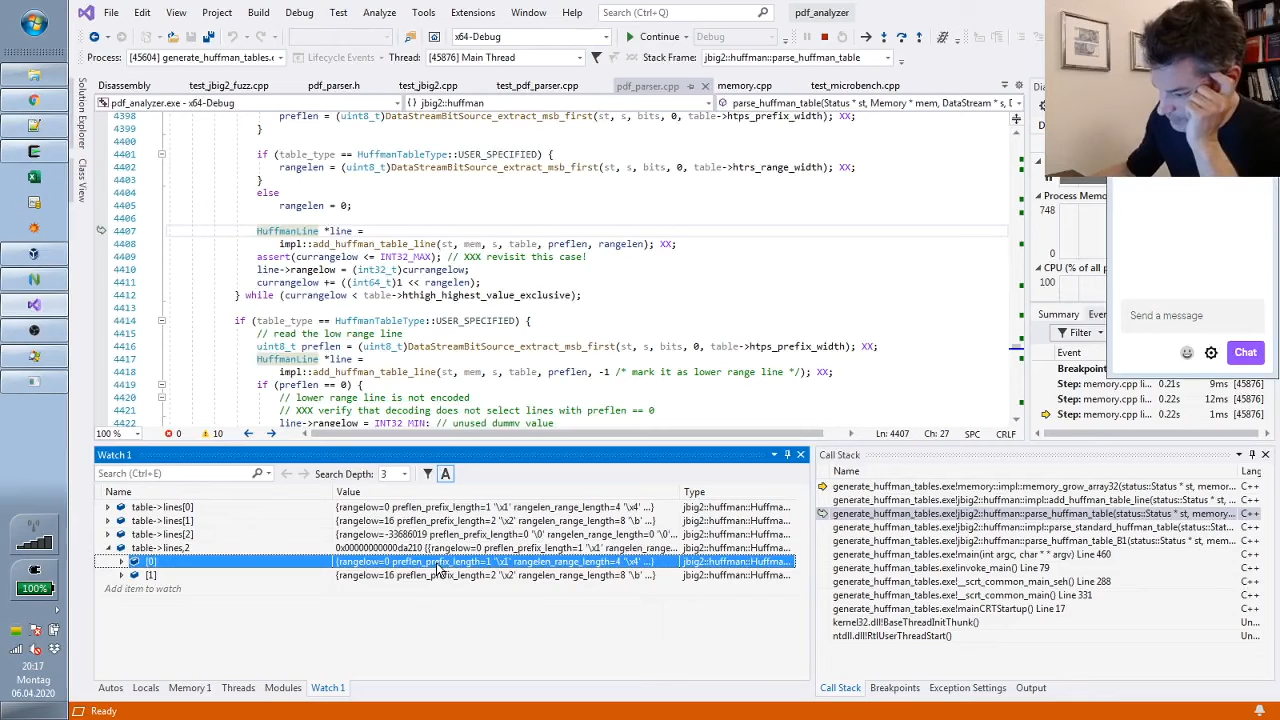 File Edit View Project Build Debug Test Analyze Tools Extensions Window Help Search (Ctrl+Q) pdf_analyzer
x64-Debug Continue Debug
Process: [45604] generate_huffman_tables. Lifecycle Events Thread: [45876] Main Thread Stack Frame: jbig2::huffman::parse_huffman_table
Disassembly test_jbig2_fuzz.cpp pdf_parser.h test_jbig2.cpp test_pdf_parser.cpp pdf_parser.cpp memory.cpp test_microbench.cpp
Solution Explorer
Class View
pdf_analyzer.exe - x64-Debug jbig2::huffman parse_huffman_table(Status * st, Memory * mem, DataStream * s,
4398 preflen = (uint8_t)DataStreamBitSource_extract_msb_first(st, s, bits, 0, table->htps_prefix_width); XX;
4399 }
4400
4401 if (table_type == HuffmanTableType::USER_SPECIFIED) {
4402 rangelen = (uint8_t)DataStreamBitSource_extract_msb_first(st, s, bits, 0, table->htrs_range_width); XX;
4403 }
4404 else
4405 rangelen = 0;
4406
4407 HuffmanLine *line =
4408 impl::add_huffman_table_line(st, mem, s, table, preflen, rangelen); XX;
4409 assert(currangelow <= INT32_MAX); // XXX revisit this case!
4410 line->rangelow = (int32_t)currangelow;
4411 currangelow += ((int64_t)1 << rangelen);
4412 } while (currangelow < table->hthigh_highest_value_exclusive);
4413
4414 if (table_type == HuffmanTableType::USER_SPECIFIED) {
4415 // read the low range line
4416 uint8_t preflen = (uint8_t)DataStreamBitSource_extract_msb_first(st, s, bits, 0, table->htps_prefix_width); XX;
4417 HuffmanLine *line =
4418 impl::add_huffman_table_line(st, mem, s, table, preflen, -1 /* mark it as lower range line */); XX;
4419 if (preflen == 0) {
4420 // lower range line is not encoded
4421 // XXX verify that decoding does not select lines with preflen == 0
4422 line->rangelow = INT32_MIN; // unused dummy value
100 % 0 10 Ln: 4407 Ch: 27 SPC CRLF
Process Memory
748
0
CPU (% of all p
100
0
Summary Even
Filter
Event
Breakpoin
Step: memory.cpp li... 0.21s 9ms [45876]
Step: memory.cpp li... 0.22s 12ms [45876]
Step: memory.cpp li... 0.22s 1ms [45876]
Send a message
Chat
Watch 1
Search (Ctrl+E) Search Depth: 3
Name Value Type
table->lines[0] {rangelow=0 preflen_prefix_length=1 '\x1' rangelen_range_length=4 '\x4' ...} jbig2::huffman::Huffma...
table->lines[1] {rangelow=16 preflen_prefix_length=2 '\x2' rangelen_range_length=8 '\b' ...} jbig2::huffman::Huffma...
table->lines[2] {rangelow=-33686019 preflen_prefix_length=0 '\0' rangelen_range_length=0 '\0' ...} jbig2::huffman::Huffma...
table->lines,2 0x00000000000da210 {{rangelow=0 preflen_prefix_length=1 '\x1' rangelen_range... jbig2::huffman::Huffma...
[0] {rangelow=0 preflen_prefix_length=1 '\x1' rangelen_range_length=4 '\x4' ...} jbig2::huffman::Huffma...
[1] {rangelow=16 preflen_prefix_length=2 '\x2' rangelen_range_length=8 '\b' ...} jbig2::huffman::Huffma...
Add item to watch
Autos Locals Memory 1 Threads Modules Watch 1
Call Stack
Name Lang
generate_huffman_tables.exe!memory::impl::memory_grow_array32(status::Status * st, memor... C++
generate_huffman_tables.exe!jbig2::huffman::impl::add_huffman_table_line(status::Status * st,... C++
generate_huffman_tables.exe!jbig2::huffman::parse_huffman_table(status::Status * st, memory... C++
generate_huffman_tables.exe!jbig2::huffman::impl::parse_standard_huffman_table(status::Stat... C++
generate_huffman_tables.exe!jbig2::huffman::parse_huffman_table_B1(status::Status * st, mem... C++
generate_huffman_tables.exe!main(int argc, char * * argv) Line 460 C++
generate_huffman_tables.exe!invoke_main() Line 79 C++
generate_huffman_tables.exe!__scrt_common_main_seh() Line 288 C++
generate_huffman_tables.exe!__scrt_common_main() Line 331 C++
generate_huffman_tables.exe!mainCRTStartup() Line 17 C++
kernel32.dll!BaseThreadInitThunk() Un...
ntdll.dll!RtlUserThreadStart() Un...
Call Stack Breakpoints Exception Settings Output
Ready
100%
20:17
Montag
06.04.2020